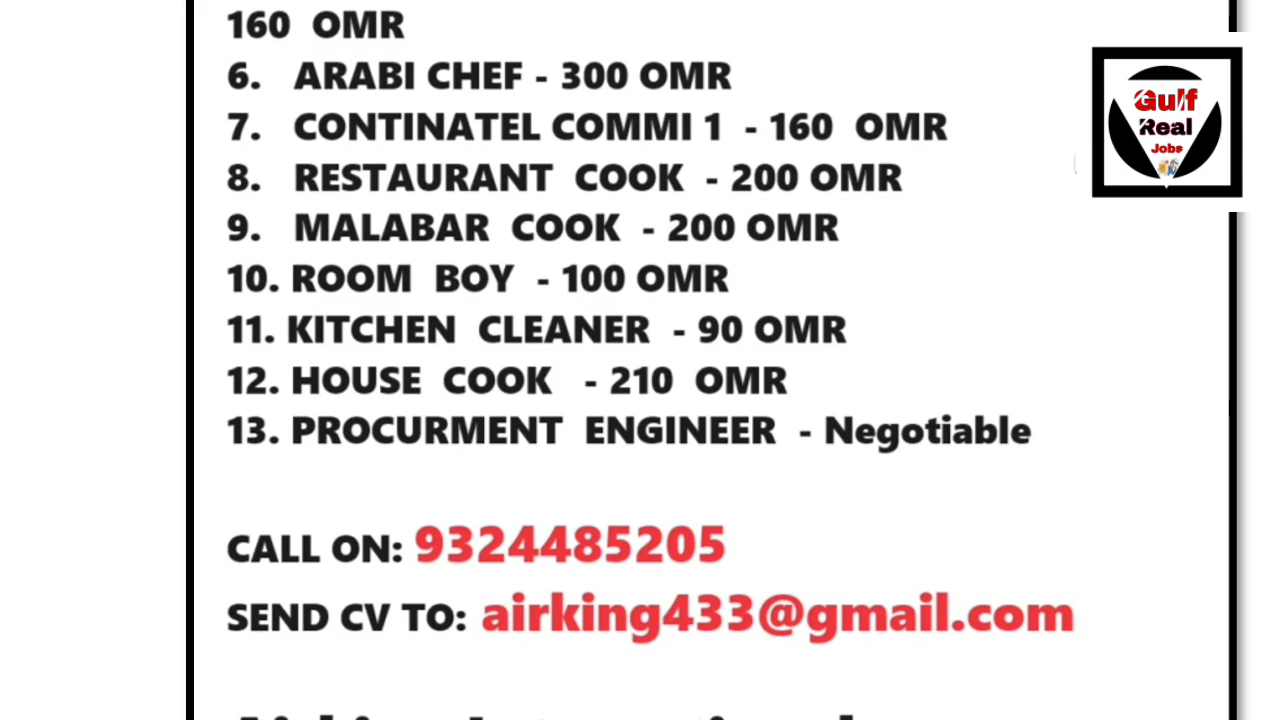 160 OMR
6. ARABI CHEF - 300 OMR
7. CONTINATEL COMMI 1 - 160 OMR
8. RESTAURANT COOK - 200 OMR
9. MALABAR COOK - 200 OMR
10. ROOM BOY - 100 OMR
11. KITCHEN CLEANER - 90 OMR
12. HOUSE COOK - 210 OMR
13. PROCURMENT ENGINEER - Negotiable
CALL ON: 9324485205
SEND CV TO: airking433@gmail.com
Gulf
Real
Jobs